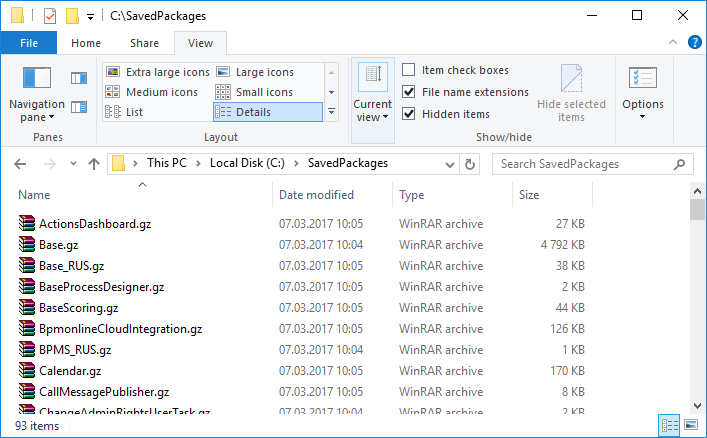 C:\SavedPackages
File Home Share View
Navigation pane
Panes
Extra large icons Large icons
Medium icons Small icons
List Details
Layout
Current view
Item check boxes
File name extensions
Hidden items
Hide selected items
Show/hide
Options
This PC Local Disk (C:) SavedPackages
Search SavedPackages
Name Date modified Type Size
ActionsDashboard.gz 07.03.2017 10:05 WinRAR archive 27 KB
Base.gz 07.03.2017 10:04 WinRAR archive 4 792 KB
Base_RUS.gz 07.03.2017 10:05 WinRAR archive 38 KB
BaseProcessDesigner.gz 07.03.2017 10:05 WinRAR archive 2 KB
BaseScoring.gz 07.03.2017 10:05 WinRAR archive 44 KB
BpmonlineCloudIntegration.gz 07.03.2017 10:05 WinRAR archive 126 KB
BPMS_RUS.gz 07.03.2017 10:04 WinRAR archive 1 KB
Calendar.gz 07.03.2017 10:05 WinRAR archive 170 KB
CallMessagePublisher.gz 07.03.2017 10:05 WinRAR archive 8 KB
ChangeAdminRightsUserTask.gz 07.03.2017 10:04 WinRAR archive 2 KB
93 items